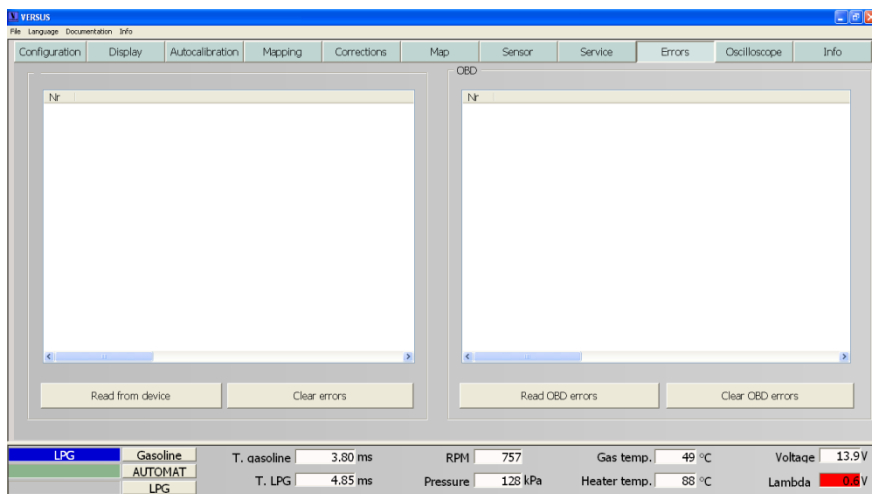 VERSUS
File Language Documentation Info
Configuration Display Autocalibration Mapping Corrections Map Sensor Service Errors Oscilloscope Info
OBD
Nr Nr
Read from device Clear errors Read OBD errors Clear OBD errors
LPG Gasoline T. gasoline 3.80 ms RPM 757 Gas temp. 49 °C Voltage 13.9 V
AUTOMAT
LPG T. LPG 4.85 ms Pressure 128 kPa Heater temp. 88 °C Lambda 0.6 V